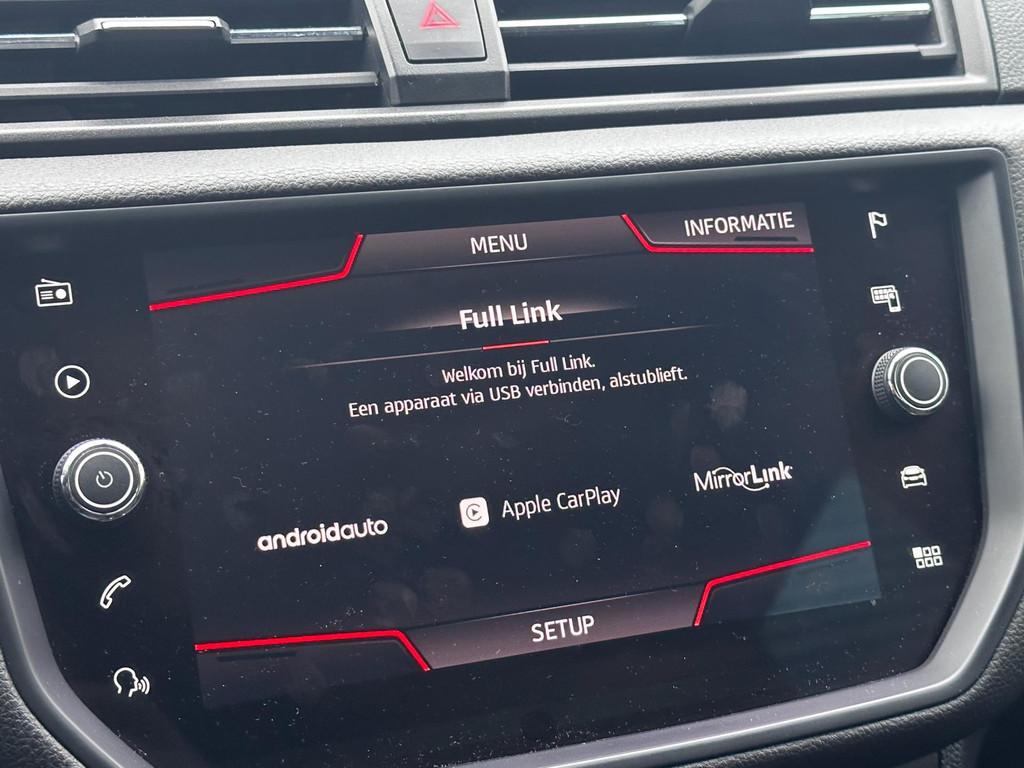 MENU
INFORMATIE
Full Link
Welkom bij Full Link.
Een apparaat via USB verbinden, alstublieft.
androidauto
Apple CarPlay
MirrorLink
SETUP